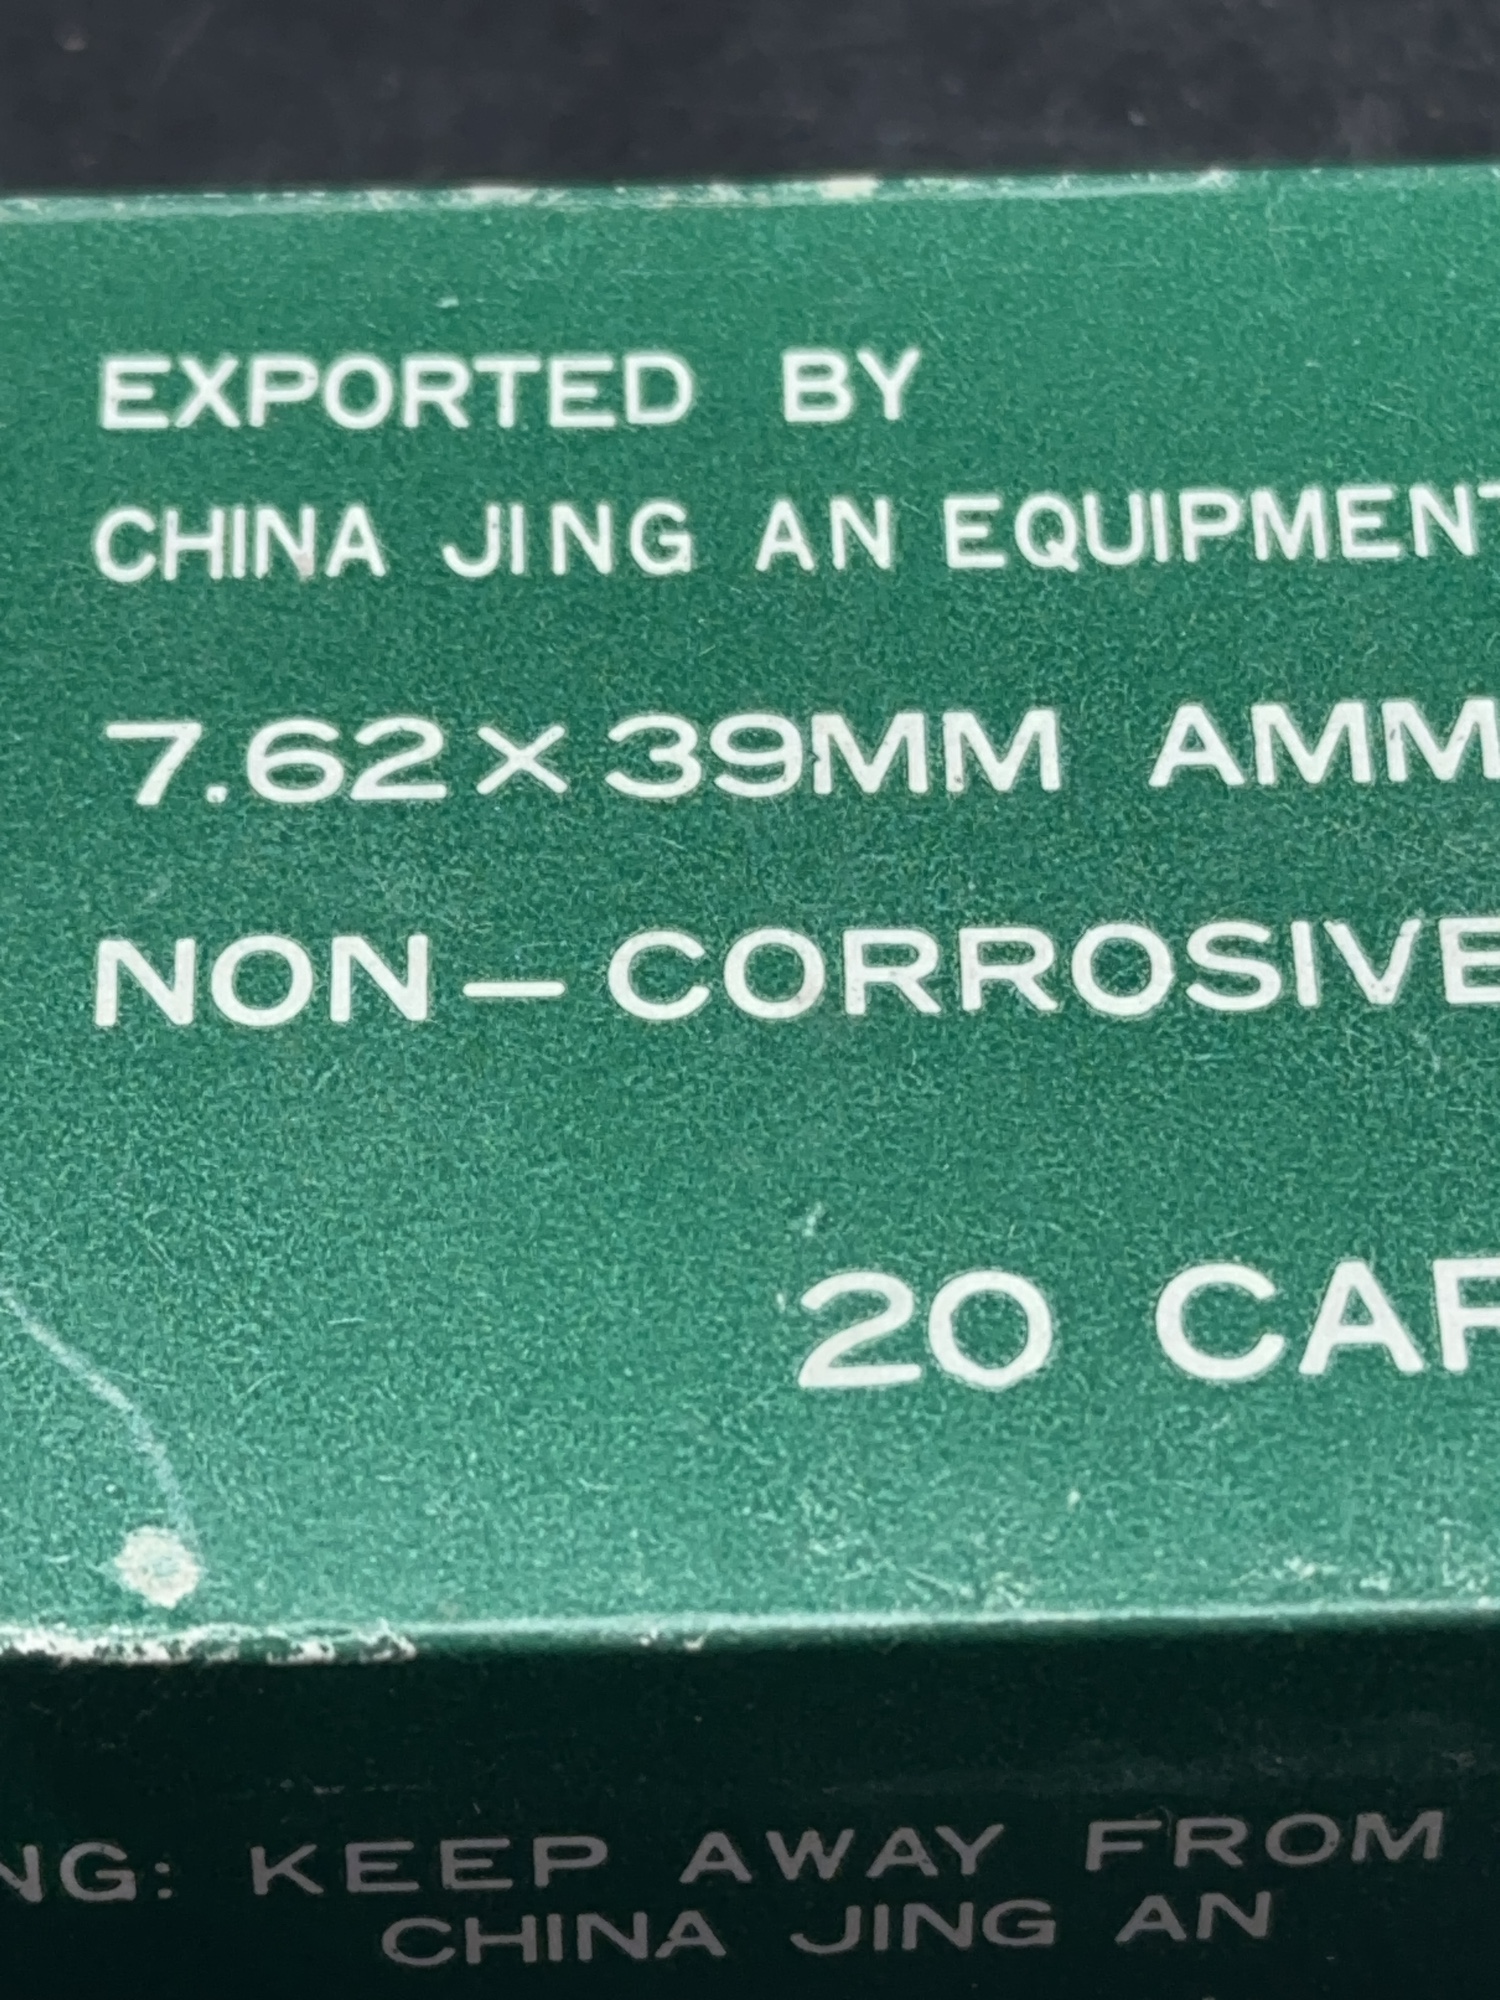 EXPORTED BY
CHINA JING AN EQUIPMENT
7.62×39MM AMM
NON-CORROSIVE
20 CAR
NG: KEEP AWAY FROM
CHINA JING AN